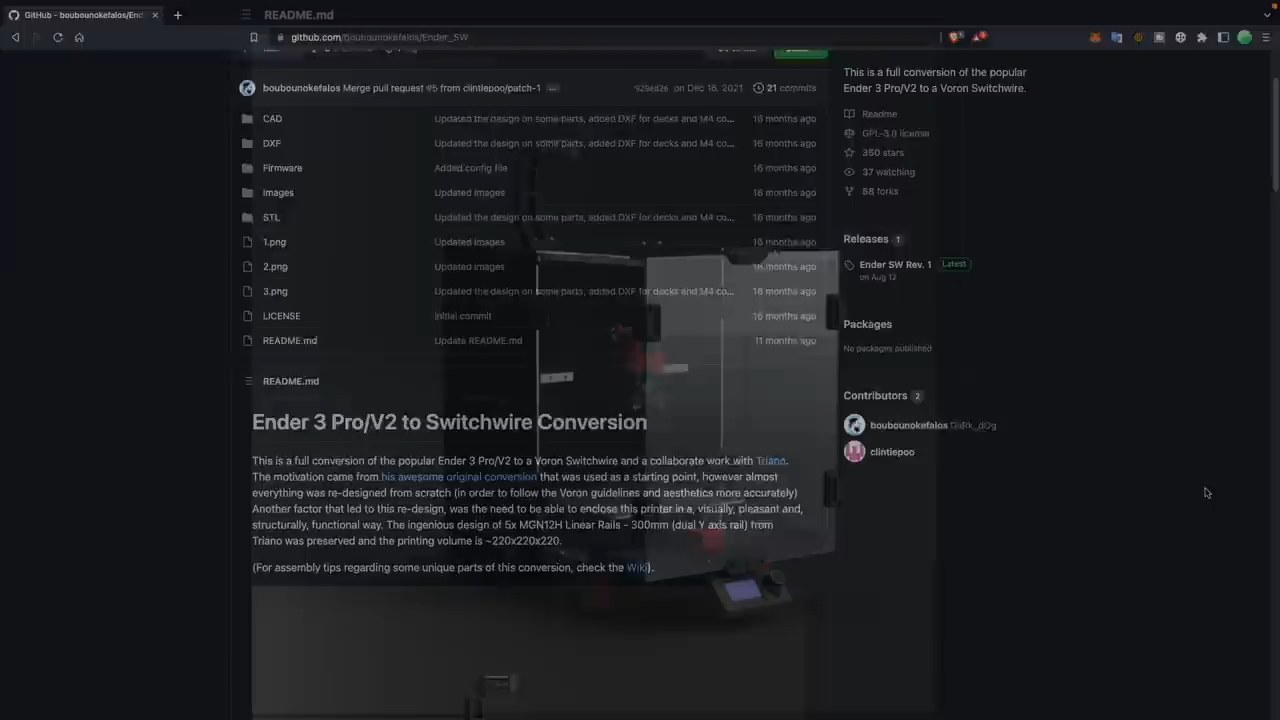 GitHub - boubounokefalos/End
README.md
github.com/boubounokefalos/Ender_SW
boubounokefalos Merge pull request #5 from clintiepoo/patch-1 ...
on Dec 16, 2021
21 commits
CAD Updated the design on some parts, added DXF for decks and M4 co... 16 months ago
DXF Updated the design on some parts, added DXF for decks and M4 co... 16 months ago
Firmware Added config file 16 months ago
Images Updated images 16 months ago
STL Updated the design on some parts, added DXF for decks and M4 co... 16 months ago
1.png Updated images 16 months ago
2.png Updated images 16 months ago
3.png Updated the design on some parts, added DXF for decks and M4 co... 16 months ago
LICENSE Initial commit 16 months ago
README.md Update README.md 11 months ago
README.md
Ender 3 Pro/V2 to Switchwire Conversion
This is a full conversion of the popular Ender 3 Pro/V2 to a Voron Switchwire and a collaborate work with Triano.
The motivation came from his awesome original conversion that was used as a starting point, however almost
everything was re-designed from scratch (in order to follow the Voron guidelines and aesthetics more accurately)
Another factor that led to this re-design, was the need to be able to enclose this printer in a, visually, pleasant and,
structurally, functional way. The ingenious design of 5x MGN12H Linear Rails - 300mm (dual Y axis rail) from
Triano was preserved and the printing volume is ~220x220x220.
(For assembly tips regarding some unique parts of this conversion, check the Wiki).
This is a full conversion of the popular
Ender 3 Pro/V2 to a Voron Switchwire.
Readme
GPL-3.0 license
350 stars
37 watching
58 forks
Releases 1
Ender SW Rev. 1 Latest
on Aug 12
Packages
No packages published
Contributors 2
boubounokefalos
clintiepoo